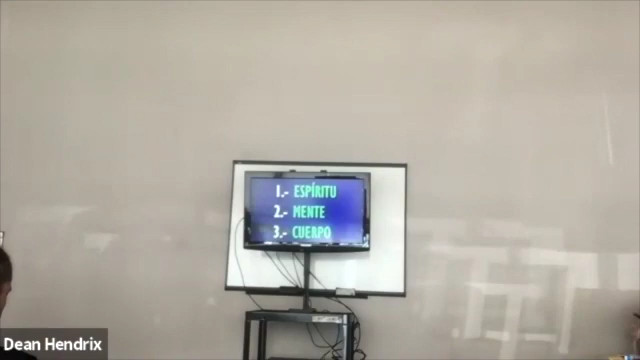 1.- ESPÍRITU
2.- MENTE
3.- CUERPO
Dean Hendrix